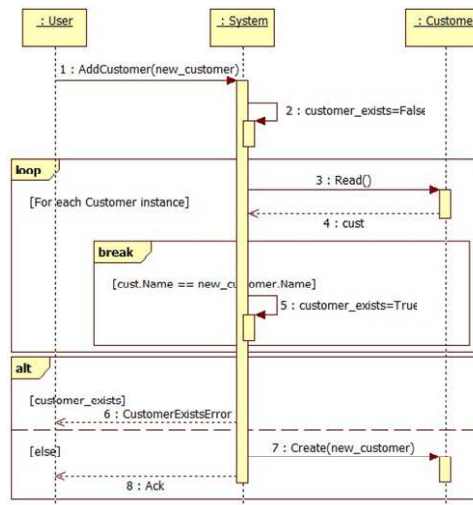 : User
: System
: Custome
1 : AddCustomer(new_customer)
2 : customer_exists=False
loop
3 : Read()
[For each Customer instance]
4 : cust
break
[cust.Name == new_customer.Name]
5 : customer_exists=True
alt
[customer_exists]
6 : CustomerExistsError
7 : Create(new_customer)
[else]
8 : Ack